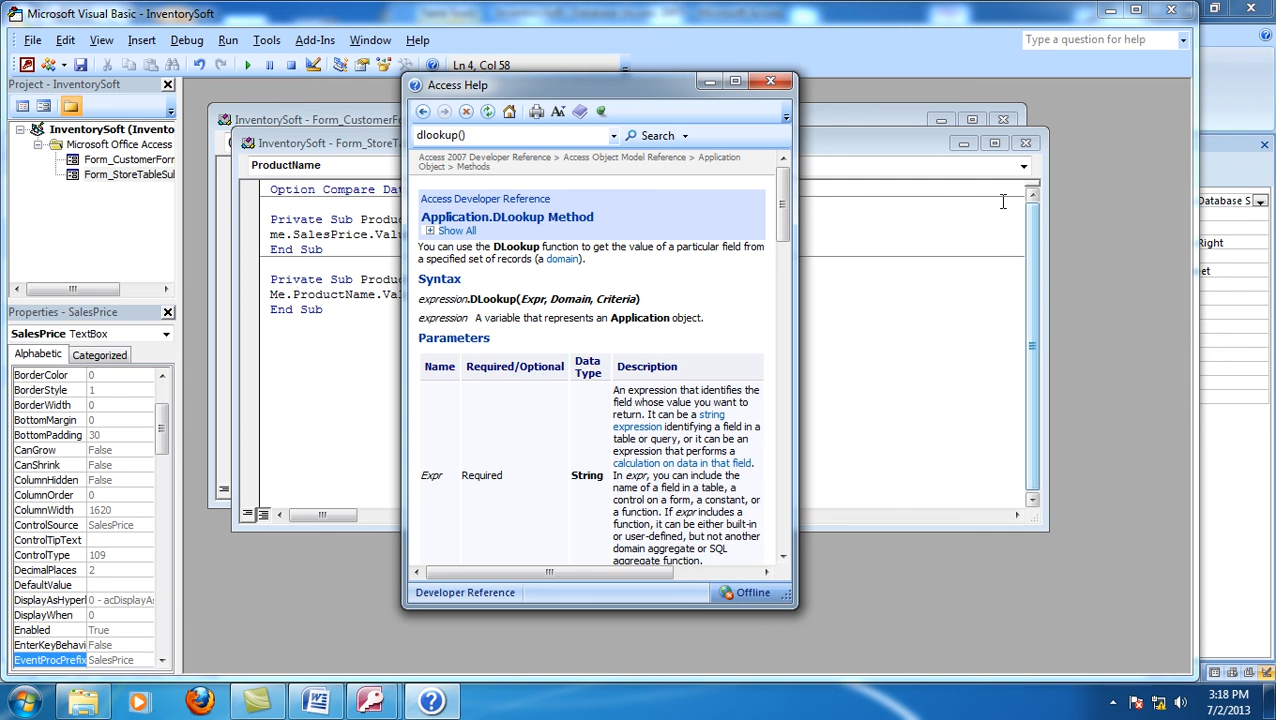 Microsoft Visual Basic - InventorySoft
File Edit View Insert Debug Run Tools Add-Ins Window Help
Type a question for help
Ln 4, Col 58
Project - InventorySoft
InventorySoft (Invento
Microsoft Office Access
Form_CustomerForm
Form_StoreTableSul
Properties - SalesPrice
SalesPrice TextBox
Alphabetic Categorized
BorderColor 0
BorderStyle 1
BorderWidth 0
BottomMargin 0
BottomPadding 30
CanGrow False
CanShrink False
ColumnHidden False
ColumnOrder 0
ColumnWidth 1620
ControlSource SalesPrice
ControlTipText
ControlType 109
DecimalPlaces 2
DefaultValue
DisplayAsHyperl 0 - acDisplayAs
DisplayWhen 0
Enabled True
EnterKeyBehavi False
EventProcPrefix SalesPrice
InventorySoft - Form_CustomerFo
InventorySoft - Form_StoreTa
ProductName
Option Compare Dat
Private Sub Produc
me.SalesPrice.Valu
End Sub
Private Sub Produc
Me.ProductName.Val
End Sub
Access Help
dlookup()
Search
Access 2007 Developer Reference > Access Object Model Reference > Application
Object > Methods
Access Developer Reference
Application.DLookup Method
Show All
You can use the DLookup function to get the value of a particular field from
a specified set of records (a domain).
Syntax
expression.DLookup(Expr, Domain, Criteria)
expression A variable that represents an Application object.
Parameters
Name Required/Optional Data Type Description
Expr Required String
An expression that identifies the
field whose value you want to
return. It can be a string
expression identifying a field in a
table or query, or it can be an
expression that performs a
calculation on data in that field.
In expr, you can include the
name of a field in a table, a
control on a form, a constant, or
a function. If expr includes a
function, it can be either built-in
or user-defined, but not another
domain aggregate or SQL
aggregate function.
Developer Reference
Offline
Database S
Right
et
3:18 PM
7/2/2013